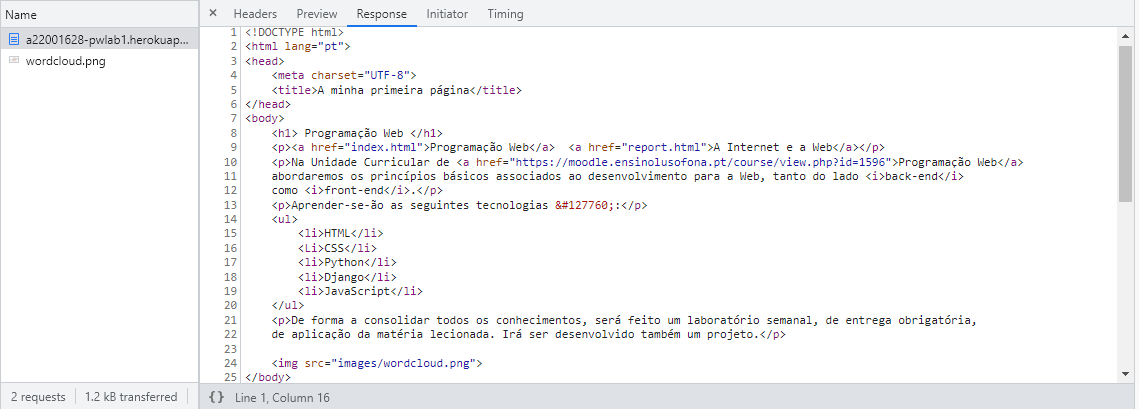 Name
a22001628-pwlab1.herokuap...
wordcloud.png
2 requests 1.2 kB transferred
× Headers Preview Response Initiator Timing
1 <!DOCTYPE html>
2 <html lang="pt">
3 <head>
4 <meta charset="UTF-8">
5 <title>A minha primeira página</title>
6 </head>
7 <body>
8 <h1> Programação Web </h1>
9 <p><a href="index.html">Programação Web</a>  <a href="report.html">A Internet e a Web</a></p>
10 <p>Na Unidade Curricular de <a href="https://moodle.ensinolusofona.pt/course/view.php?id=1596">Programação Web</a>
11 abordaremos os princípios básicos associados ao desenvolvimento para a Web, tanto do lado <i>back-end</i>
12 como <i>front-end</i>.</p>
13 <p>Aprender-se-ão as seguintes tecnologias &#127760;:</p>
14 <ul>
15 <li>HTML</li>
16 <Li>CSS</li>
17 <li>Python</li>
18 <li>Django</li>
19 <li>JavaScript</li>
20 </ul>
21 <p>De forma a consolidar todos os conhecimentos, será feito um laboratório semanal, de entrega obrigatória,
22 de aplicação da matéria lecionada. Irá ser desenvolvido também um projeto.</p>
23
24 <img src="images/wordcloud.png">
25 </body>
{} Line 1, Column 16